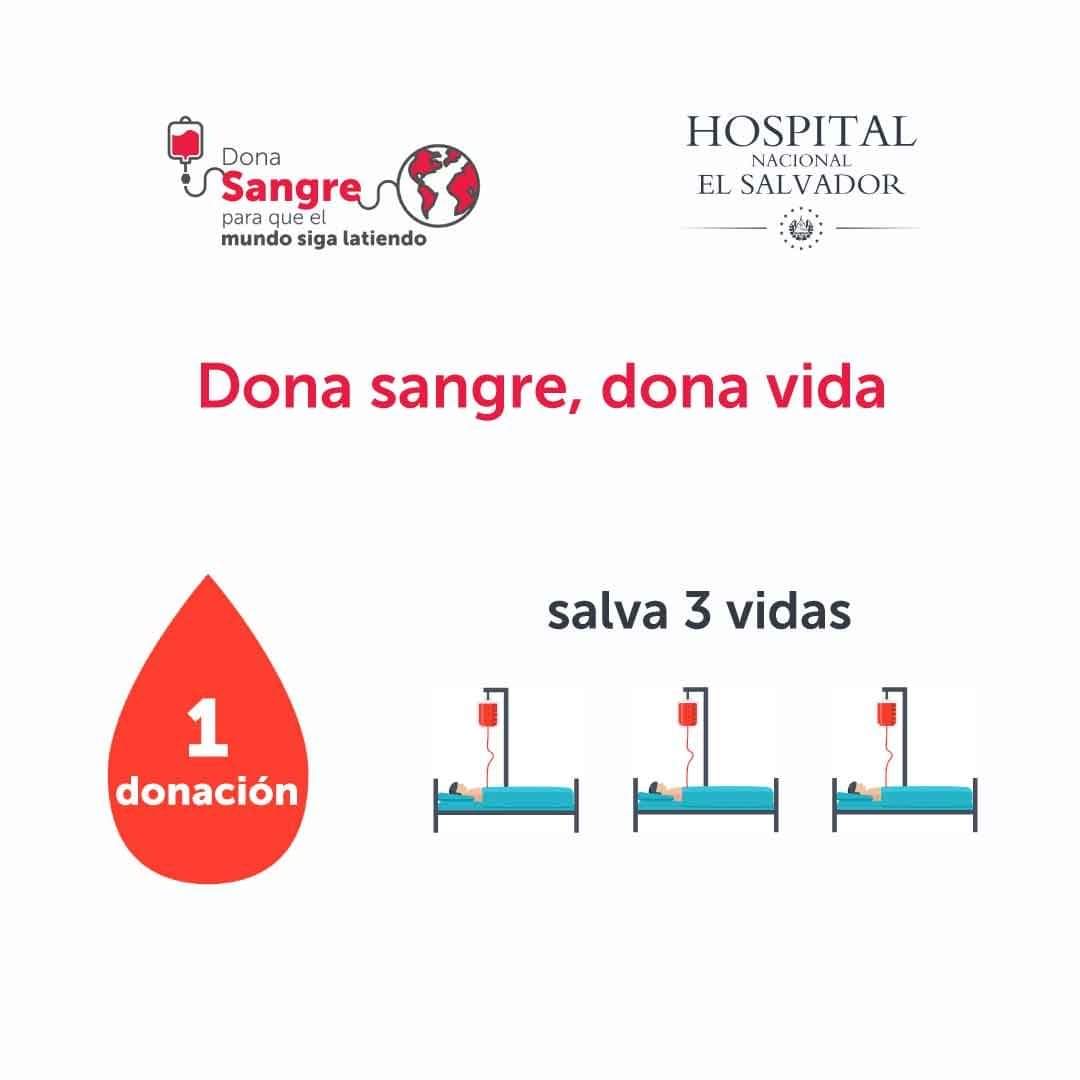 Dona
Sangre
para que el
mundo siga latiendo
HOSPITAL
NACIONAL
EL SALVADOR
Dona sangre, dona vida
1
donación
salva 3 vidas